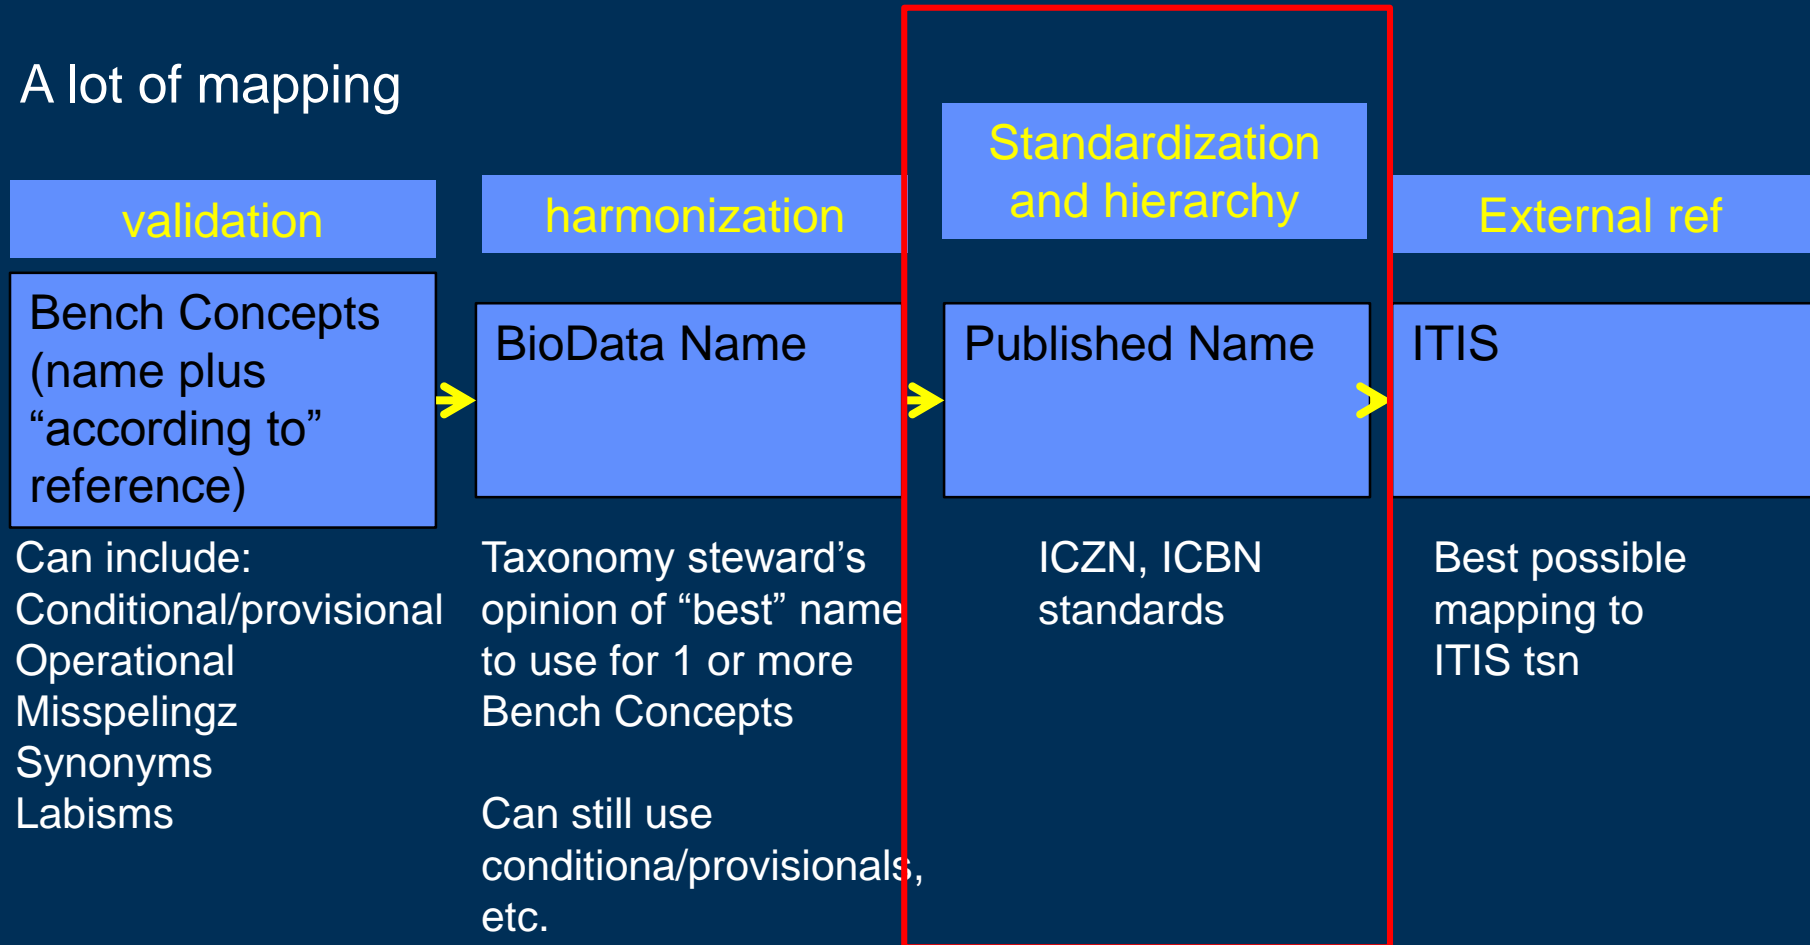 A lot of mapping
validation
Bench Concepts
(name plus
“according to”
reference)
Can include:
Conditional/provisional
Operational
Misspelingz
Synonyms
Labisms
harmonization
BioData Name
Taxonomy steward’s
opinion of “best” name
to use for 1 or more
Bench Concepts
Can still use
conditiona/provisionals,
etc.
Standardization
and hierarchy
Published Name
ICZN, ICBN
standards
External ref
ITIS
Best possible
mapping to
ITIS tsn